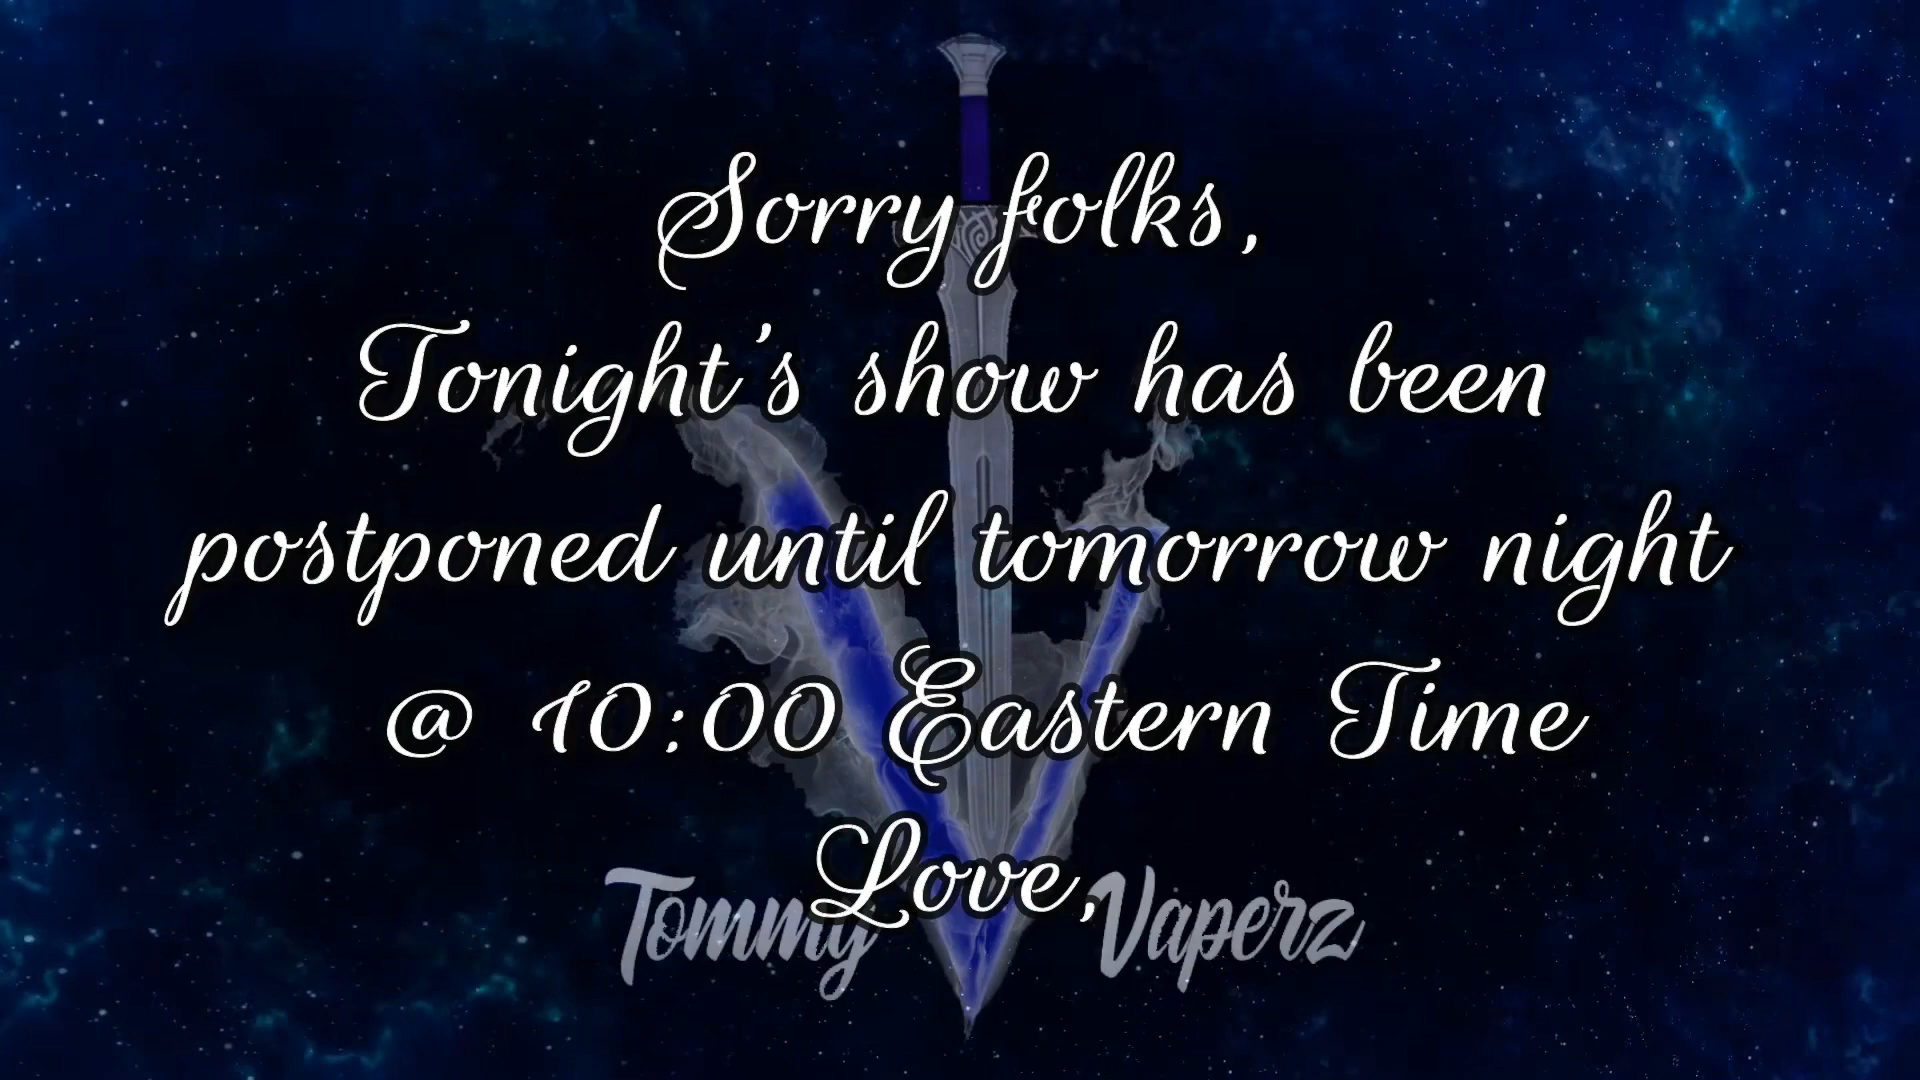 Sorry folks,
Tonight's show has been
postponed until tomorrow night
@ 10:00 Eastern Time
Love,
Tommy Vaperz